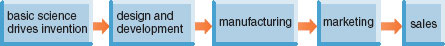 basic science
drives invention
design and
development
manufacturing
marketing
sales